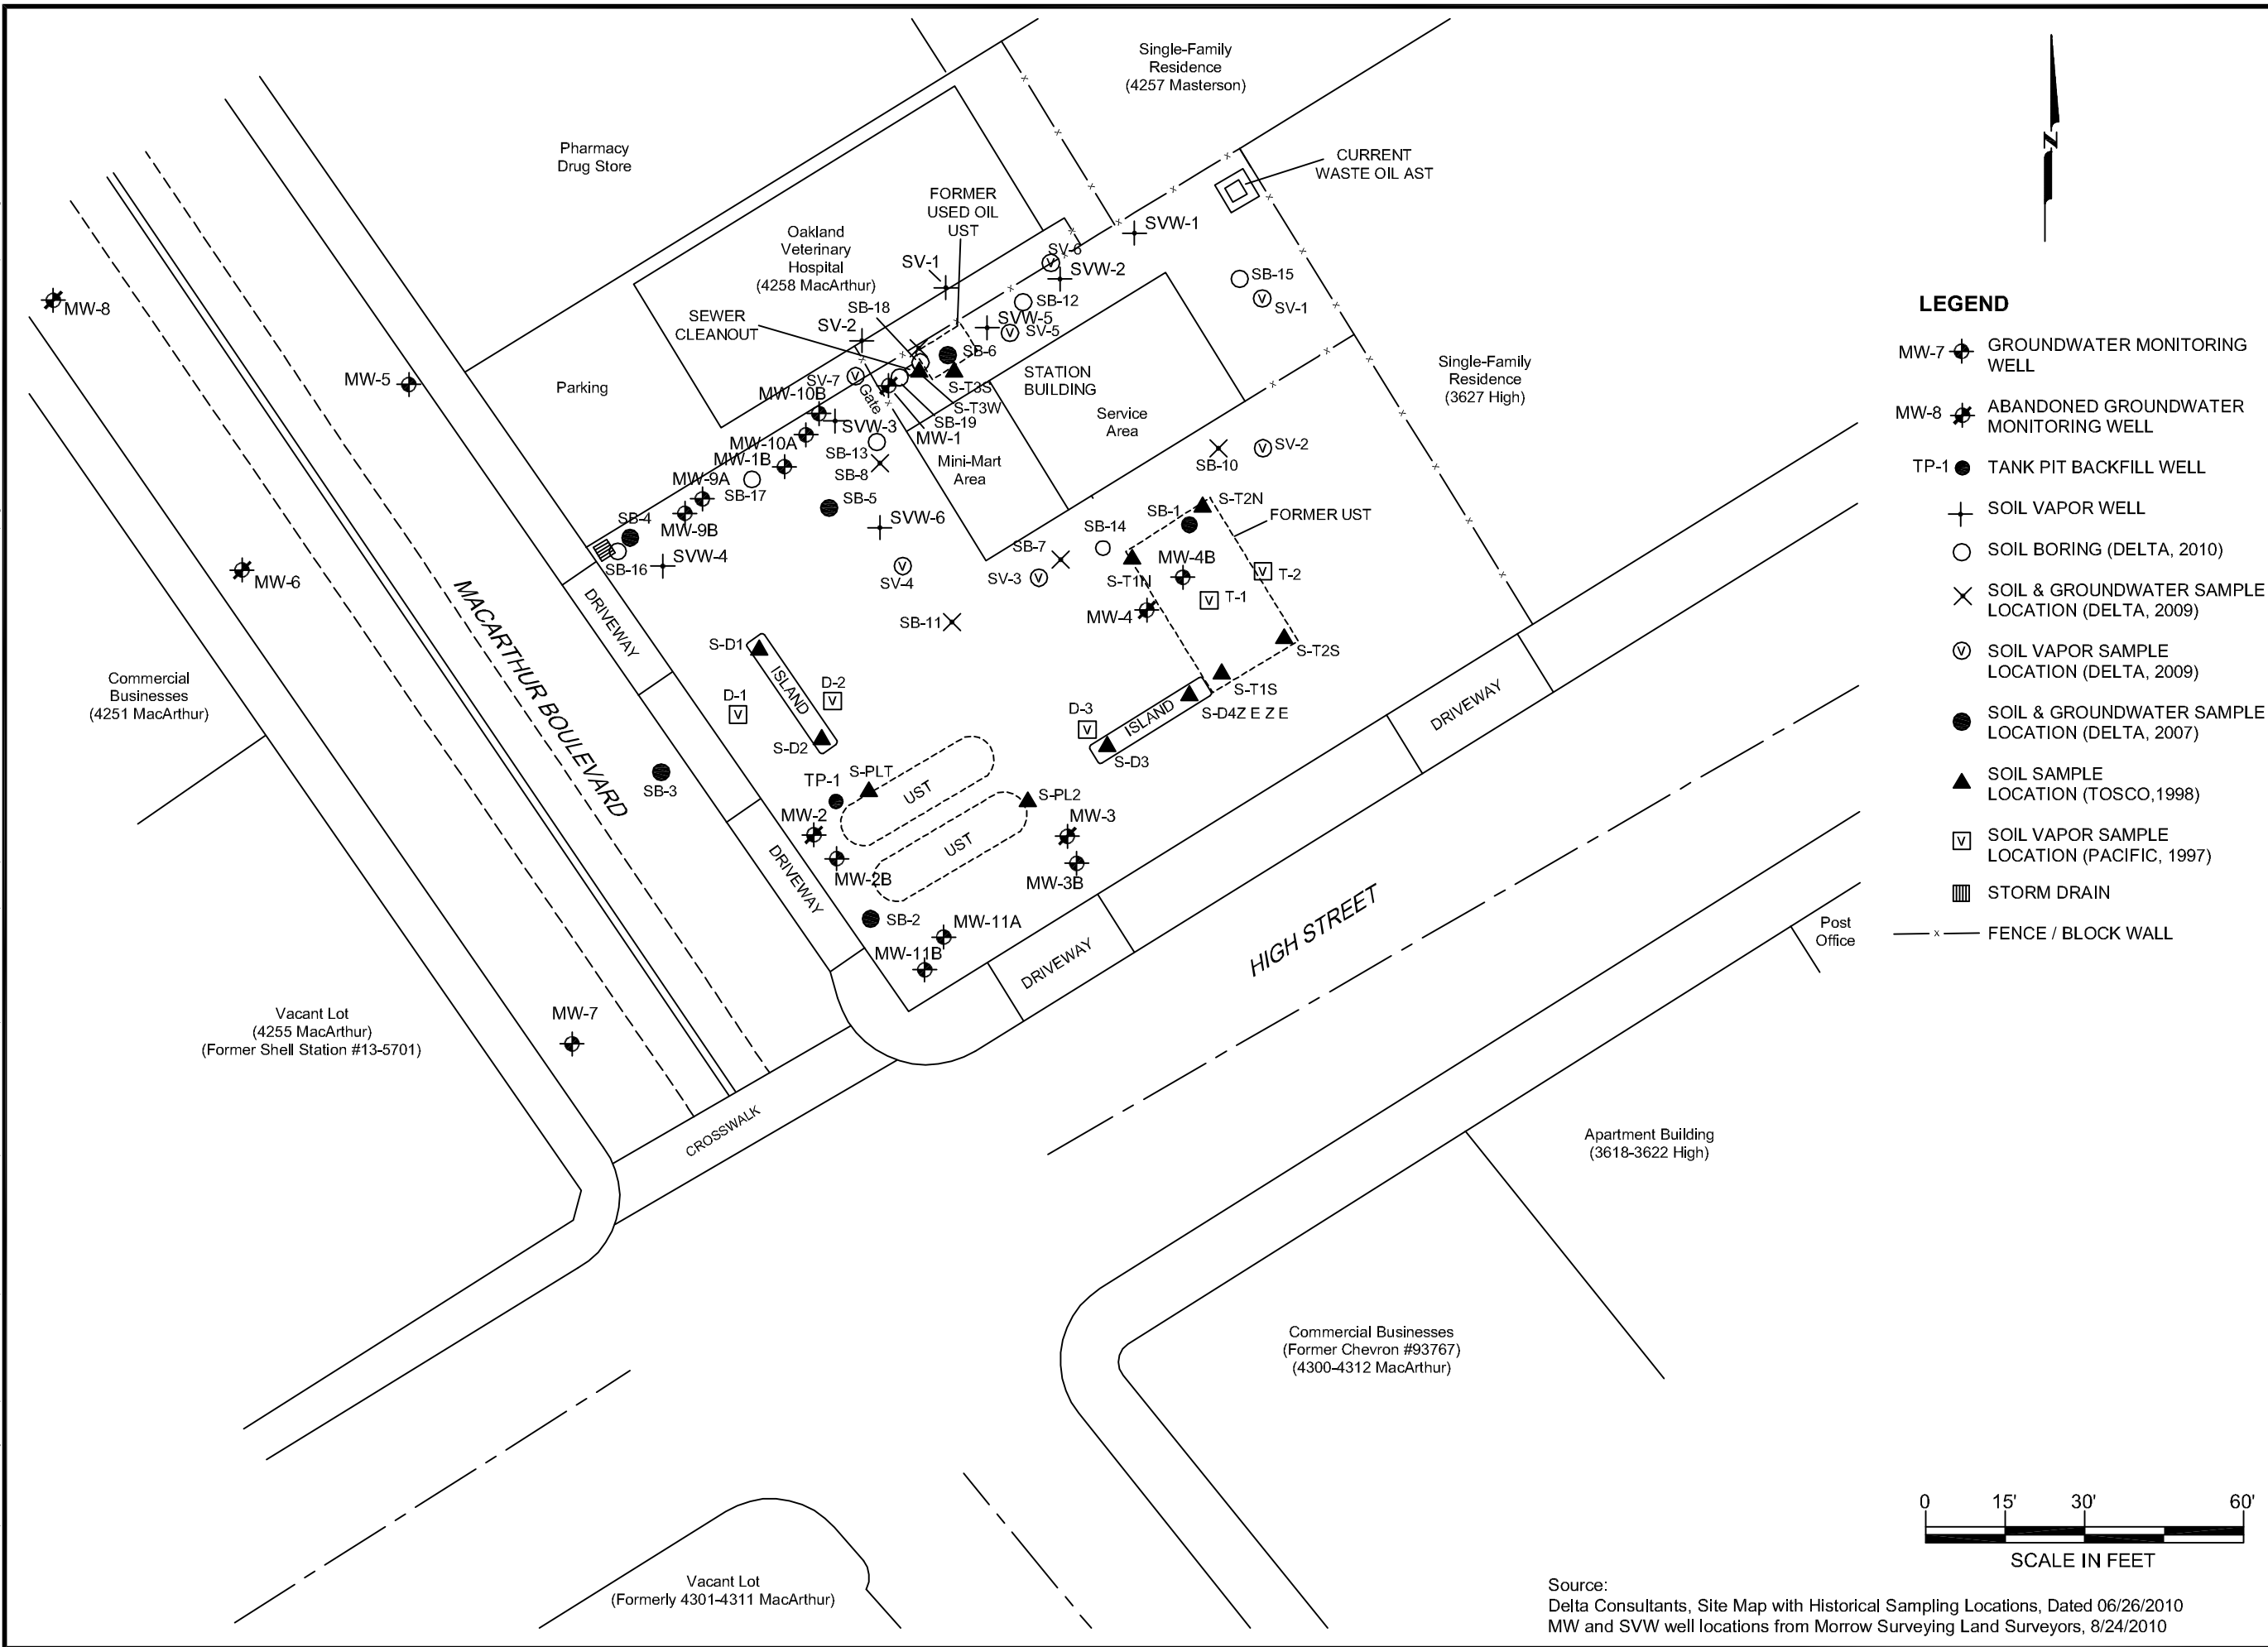 Single-Family
Residence
(4257 Masterson)
Pharmacy
Drug Store
CURRENT
WASTE OIL AST
N
FORMER
USED OIL
UST
Oakland
Veterinary
Hospital
(4258 MacArthur)
SVW-1
SV-6
SVW-2
SV-1
SB-15
SV-1
SB-12
SB-18
SEWER
CLEANOUT
SV-2
SVW-5
SV-5
SB-6
MW-8
MW-5
Parking
SV-7
Gate
S-T3S
S-T3W
SB-19
MW-1
STATION
BUILDING
Service
Area
Mini-Mart
Area
Single-Family
Residence
(3627 High)
MW-10B
SVW-3
MW-10A
SB-13
SB-8
MW-1B
SB-17
MW-9A
MW-9B
SB-5
SVW-6
SB-4
SB-16
SVW-4
SB-10
SV-2
S-T2N
SB-1
FORMER UST
SB-14
SB-7
MW-4B
SV-4
SV-3
S-T1N
T-2
T-1
MW-4
SB-11
MW-6
MACARTHUR BOULEVARD
DRIVEWAY
S-D1
ISLAND
D-1
D-2
S-D2
S-T2S
S-T1S
S-D4Z E Z E
D-3
ISLAND
S-D3
DRIVEWAY
Commercial
Businesses
(4251 MacArthur)
SB-3
TP-1
S-PLT
UST
S-PL2
MW-2
MW-3
UST
MW-2B
MW-3B
DRIVEWAY
SB-2
MW-11A
MW-11B
DRIVEWAY
HIGH STREET
Post
Office
Vacant Lot
(4255 MacArthur)
(Former Shell Station #13-5701)
MW-7
CROSSWALK
Apartment Building
(3618-3622 High)
Commercial Businesses
(Former Chevron #93767)
(4300-4312 MacArthur)
Vacant Lot
(Formerly 4301-4311 MacArthur)
LEGEND
MW-7 GROUNDWATER MONITORING
WELL
MW-8 ABANDONED GROUNDWATER
MONITORING WELL
TP-1 TANK PIT BACKFILL WELL
SOIL VAPOR WELL
SOIL BORING (DELTA, 2010)
SOIL & GROUNDWATER SAMPLE
LOCATION (DELTA, 2009)
V SOIL VAPOR SAMPLE
LOCATION (DELTA, 2009)
SOIL & GROUNDWATER SAMPLE
LOCATION (DELTA, 2007)
SOIL SAMPLE
LOCATION (TOSCO,1998)
V SOIL VAPOR SAMPLE
LOCATION (PACIFIC, 1997)
STORM DRAIN
x FENCE / BLOCK WALL
0 15' 30' 60'
SCALE IN FEET
Source:
Delta Consultants, Site Map with Historical Sampling Locations, Dated 06/26/2010
MW and SVW well locations from Morrow Surveying Land Surveyors, 8/24/2010